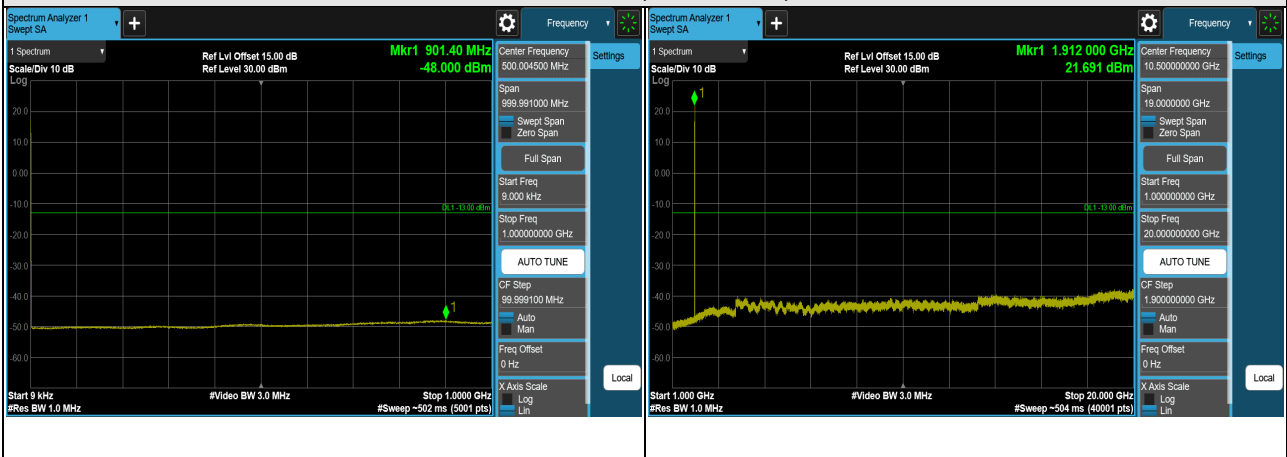 Spectrum Analyzer 1
Swept SA
+
Frequency
1 Spectrum
Scale/Div 10 dB
Log
Ref Lvl Offset 15.00 dB
Ref Level 30.00 dBm
Mkr1 901.40 MHz
-48.000 dBm
20.0
10.0
0.00
-10.0
-20.0
-30.0
-40.0
-50.0
-60.0
DL1 -13.00 dBm
1
Start 9 kHz
#Res BW 1.0 MHz
#Video BW 3.0 MHz
Stop 1.0000 GHz
#Sweep ~502 ms (5001 pts)
Center Frequency
500.004500 MHz
Span
999.991000 MHz
Swept Span
Zero Span
Full Span
Start Freq
9.000 kHz
Stop Freq
1.000000000 GHz
AUTO TUNE
CF Step
99.999100 MHz
Auto
Man
Freq Offset
0 Hz
X Axis Scale
Log
Lin
Settings
Local
Spectrum Analyzer 1
Swept SA
+
Frequency
1 Spectrum
Scale/Div 10 dB
Log
Ref Lvl Offset 15.00 dB
Ref Level 30.00 dBm
Mkr1 1.912 000 GHz
21.691 dBm
20.0
10.0
0.00
-10.0
-20.0
-30.0
-40.0
-50.0
-60.0
DL1 -13.00 dBm
1
Start 1.000 GHz
#Res BW 1.0 MHz
#Video BW 3.0 MHz
Stop 20.000 GHz
#Sweep ~504 ms (40001 pts)
Center Frequency
10.500000000 GHz
Span
19.0000000 GHz
Swept Span
Zero Span
Full Span
Start Freq
1.000000000 GHz
Stop Freq
20.000000000 GHz
AUTO TUNE
CF Step
1.900000000 GHz
Auto
Man
Freq Offset
0 Hz
X Axis Scale
Log
Lin
Settings
Local